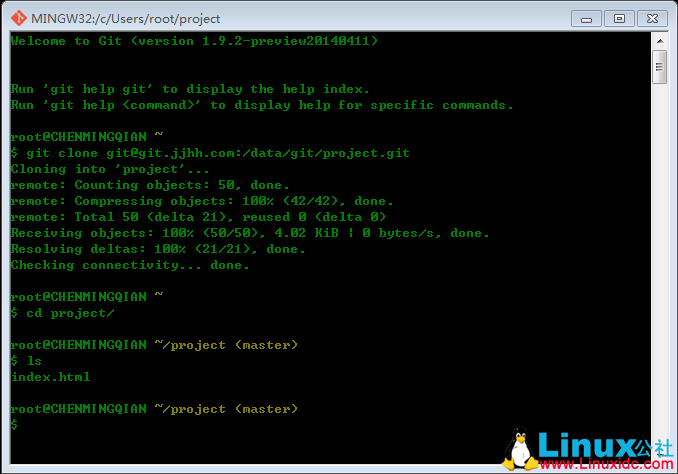 MINGW32:/c/Users/root/project
Welcome to Git (version 1.9.2-preview20140411)
Run 'git help git' to display the help index.
Run 'git help <command>' to display help for specific commands.
root@CHENMINGQIAN ~
$ git clone git@git.jjhh.com:/data/git/project.git
Cloning into 'project'...
remote: Counting objects: 50, done.
remote: Compressing objects: 100% (42/42), done.
remote: Total 50 (delta 21), reused 0 (delta 0)
Receiving objects: 100% (50/50), 4.02 KiB | 0 bytes/s, done.
Resolving deltas: 100% (21/21), done.
Checking connectivity... done.
root@CHENMINGQIAN ~
$ cd project/
root@CHENMINGQIAN ~/project (master)
$ ls
index.html
root@CHENMINGQIAN ~/project (master)
$
Linux公社
www.Linuxidc.com